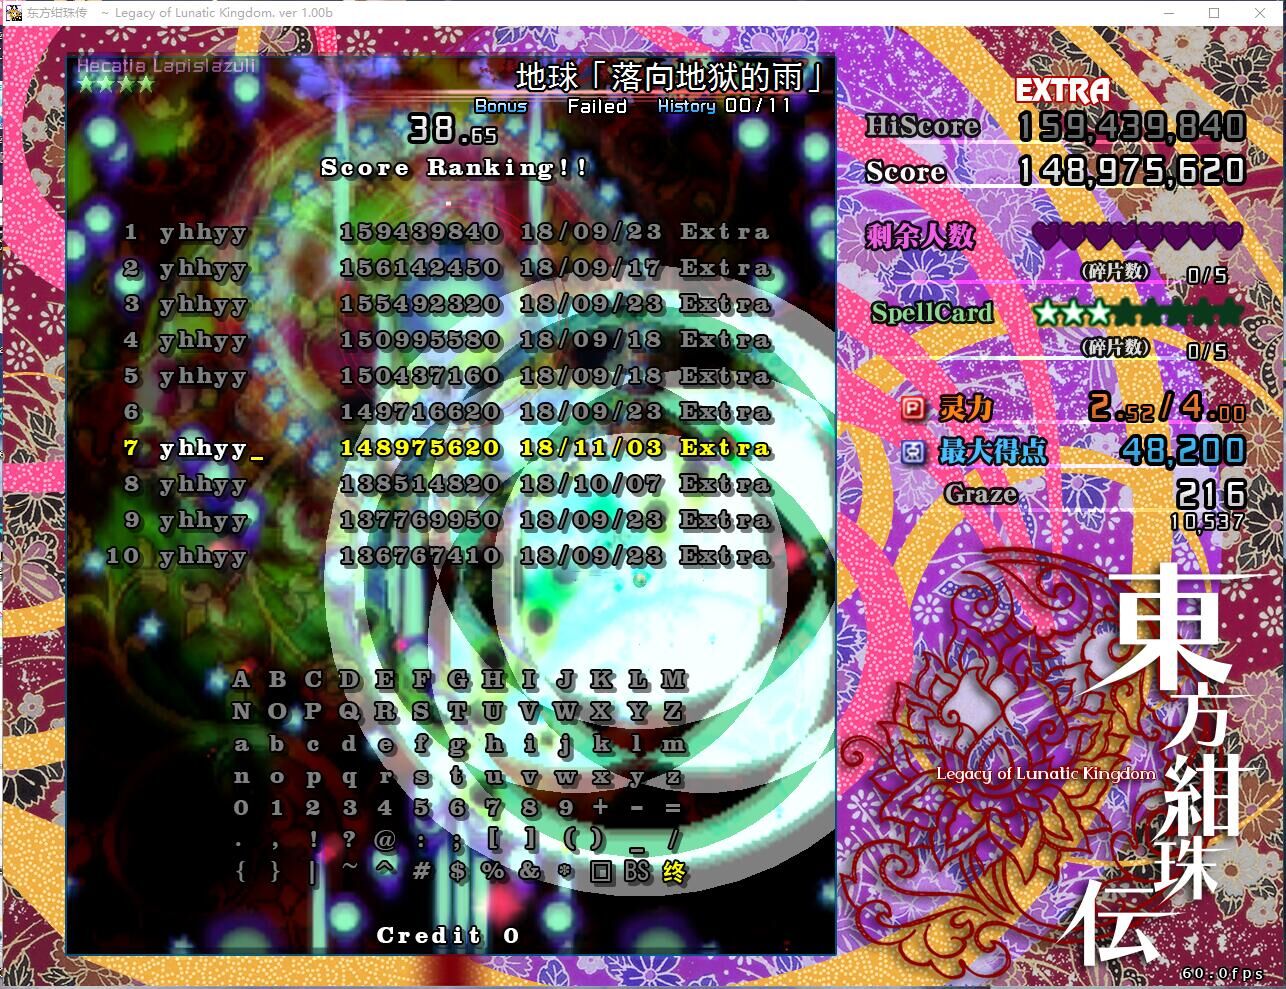 东方绀珠传 ~ Legacy of Lunatic Kingdom. ver 1.00b
Hecatia Lapislazuli
地球「落向地狱的雨」
Bonus Failed History 00/11
38.65
Score Ranking!!
1 yhhyy 159439840 18/09/23 Extra
2 yhhyy 156142450 18/09/17 Extra
3 yhhyy 155492320 18/09/23 Extra
4 yhhyy 150995580 18/09/18 Extra
5 yhhyy 150437160 18/09/18 Extra
6 yhhyy 149716620 18/09/23 Extra
7 yhhyy_ 148975620 18/11/03 Extra
8 yhhyy 138514820 18/10/07 Extra
9 yhhyy 137769950 18/09/23 Extra
10 yhhyy 136767410 18/09/23 Extra
A B C D E F G H I J K L M
N O P Q R S T U V W X Y Z
a b c d e f g h i j k l m
n o p q r s t u v w x y z
0 1 2 3 4 5 6 7 8 9 + - =
. , ! ? @ : ; [ ] ( ) _ /
{ } | ~ ^ # $ % & * □ BS 终
Credit 0
EXTRA
HiScore 159,439,840
Score 148,975,620
剩余人数
(碎片数) 0/5
SpellCard
(碎片数) 0/5
P 灵力 2.52/4.00
最大得点 48,200
Graze 216
10,537
東方紺珠伝
Legacy of Lunatic Kingdom
60.0fps